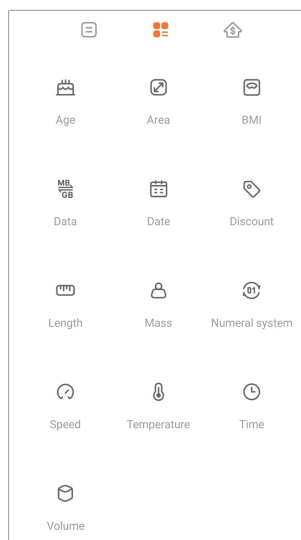 Age
Area
BMI
MB
GB
Data
Date
Discount
Length
Mass
01
Numeral system
Speed
Temperature
Time
Volume